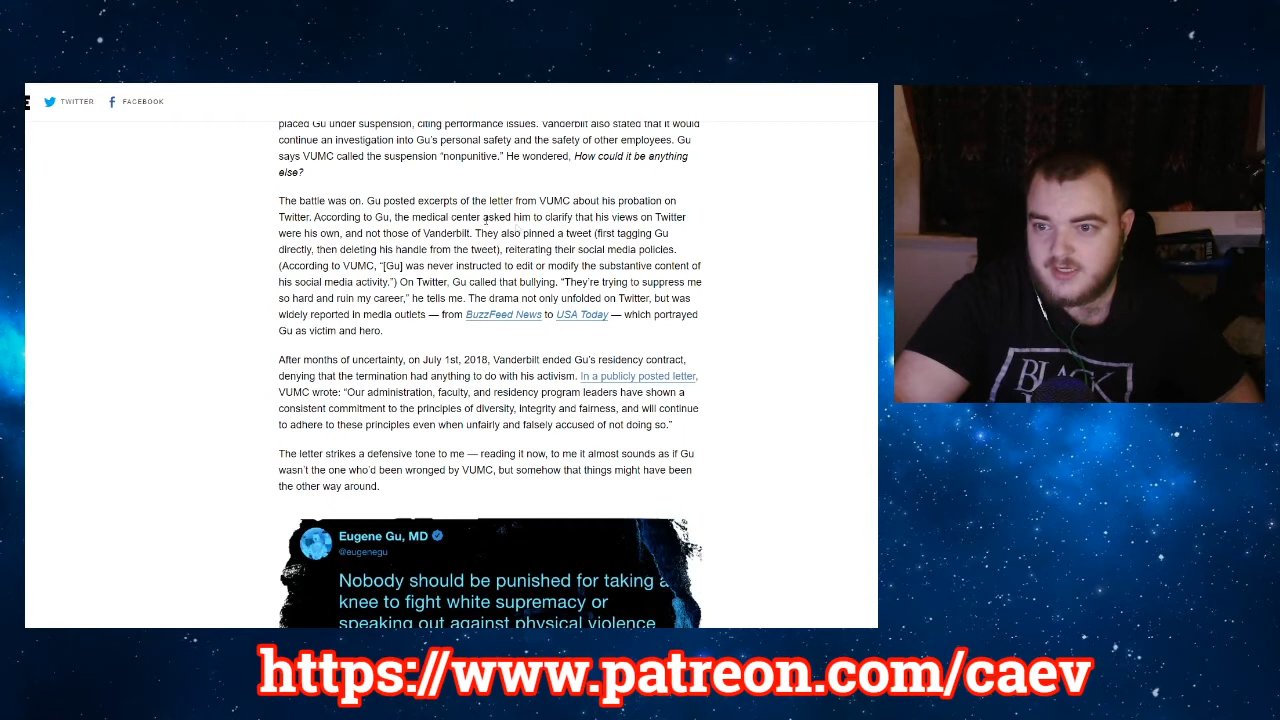 E TWITTER FACEBOOK
placed Gu under suspension, citing performance issues. Vanderbilt also stated that it would
continue an investigation into Gu's personal safety and the safety of other employees. Gu
says VUMC called the suspension “nonpunitive.” He wondered, How could it be anything
else?
The battle was on. Gu posted excerpts of the letter from VUMC about his probation on
Twitter. According to Gu, the medical center asked him to clarify that his views on Twitter
were his own, and not those of Vanderbilt. They also pinned a tweet (first tagging Gu
directly, then deleting his handle from the tweet), reiterating their social media policies.
(According to VUMC, “[Gu] was never instructed to edit or modify the substantive content of
his social media activity.”) On Twitter, Gu called that bullying. “They’re trying to suppress me
so hard and ruin my career,” he tells me. The drama not only unfolded on Twitter, but was
widely reported in media outlets — from BuzzFeed News to USA Today — which portrayed
Gu as victim and hero.
After months of uncertainty, on July 1st, 2018, Vanderbilt ended Gu’s residency contract,
denying that the termination had anything to do with his activism. In a publicly posted letter,
VUMC wrote: “Our administration, faculty, and residency program leaders have shown a
consistent commitment to the principles of diversity, integrity and fairness, and will continue
to adhere to these principles even when unfairly and falsely accused of not doing so.”
The letter strikes a defensive tone to me — reading it now, to me it almost sounds as if Gu
wasn’t the one who’d been wronged by VUMC, but somehow that things might have been
the other way around.
Eugene Gu, MD
@eugenegu
Nobody should be punished for taking a
knee to fight white supremacy or
speaking out against physical violence
BLACK
https://www.patreon.com/caev